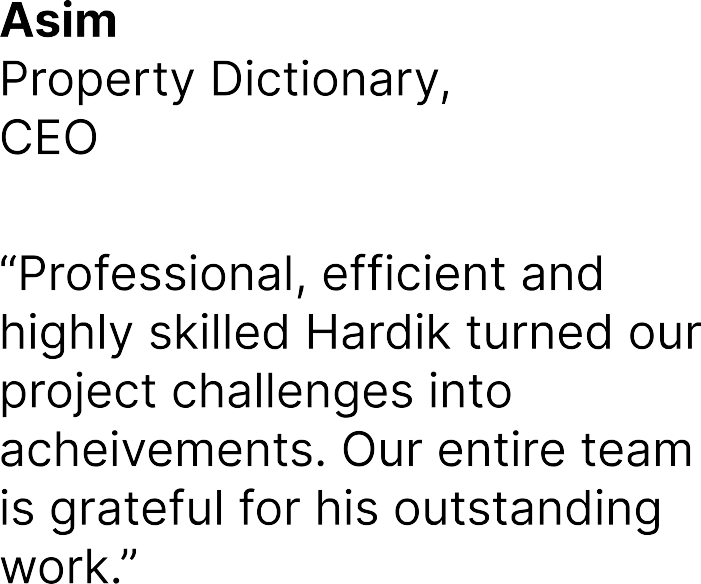 Asim
Property Dictionary,
CEO
“Professional, efficient and
highly skilled Hardik turned our
project challenges into
acheivements. Our entire team
is grateful for his outstanding
work.”